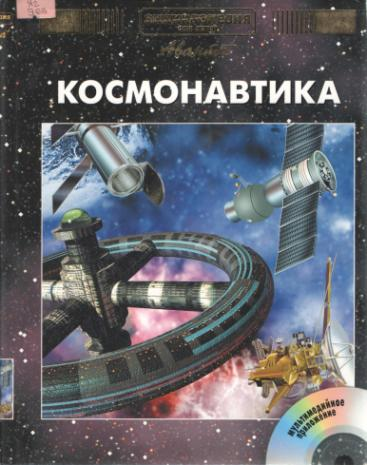 ЭНЦИКЛОПЕДИЯ
Аванта+
КОСМОНАВТИКА
мультимедийное
приложение